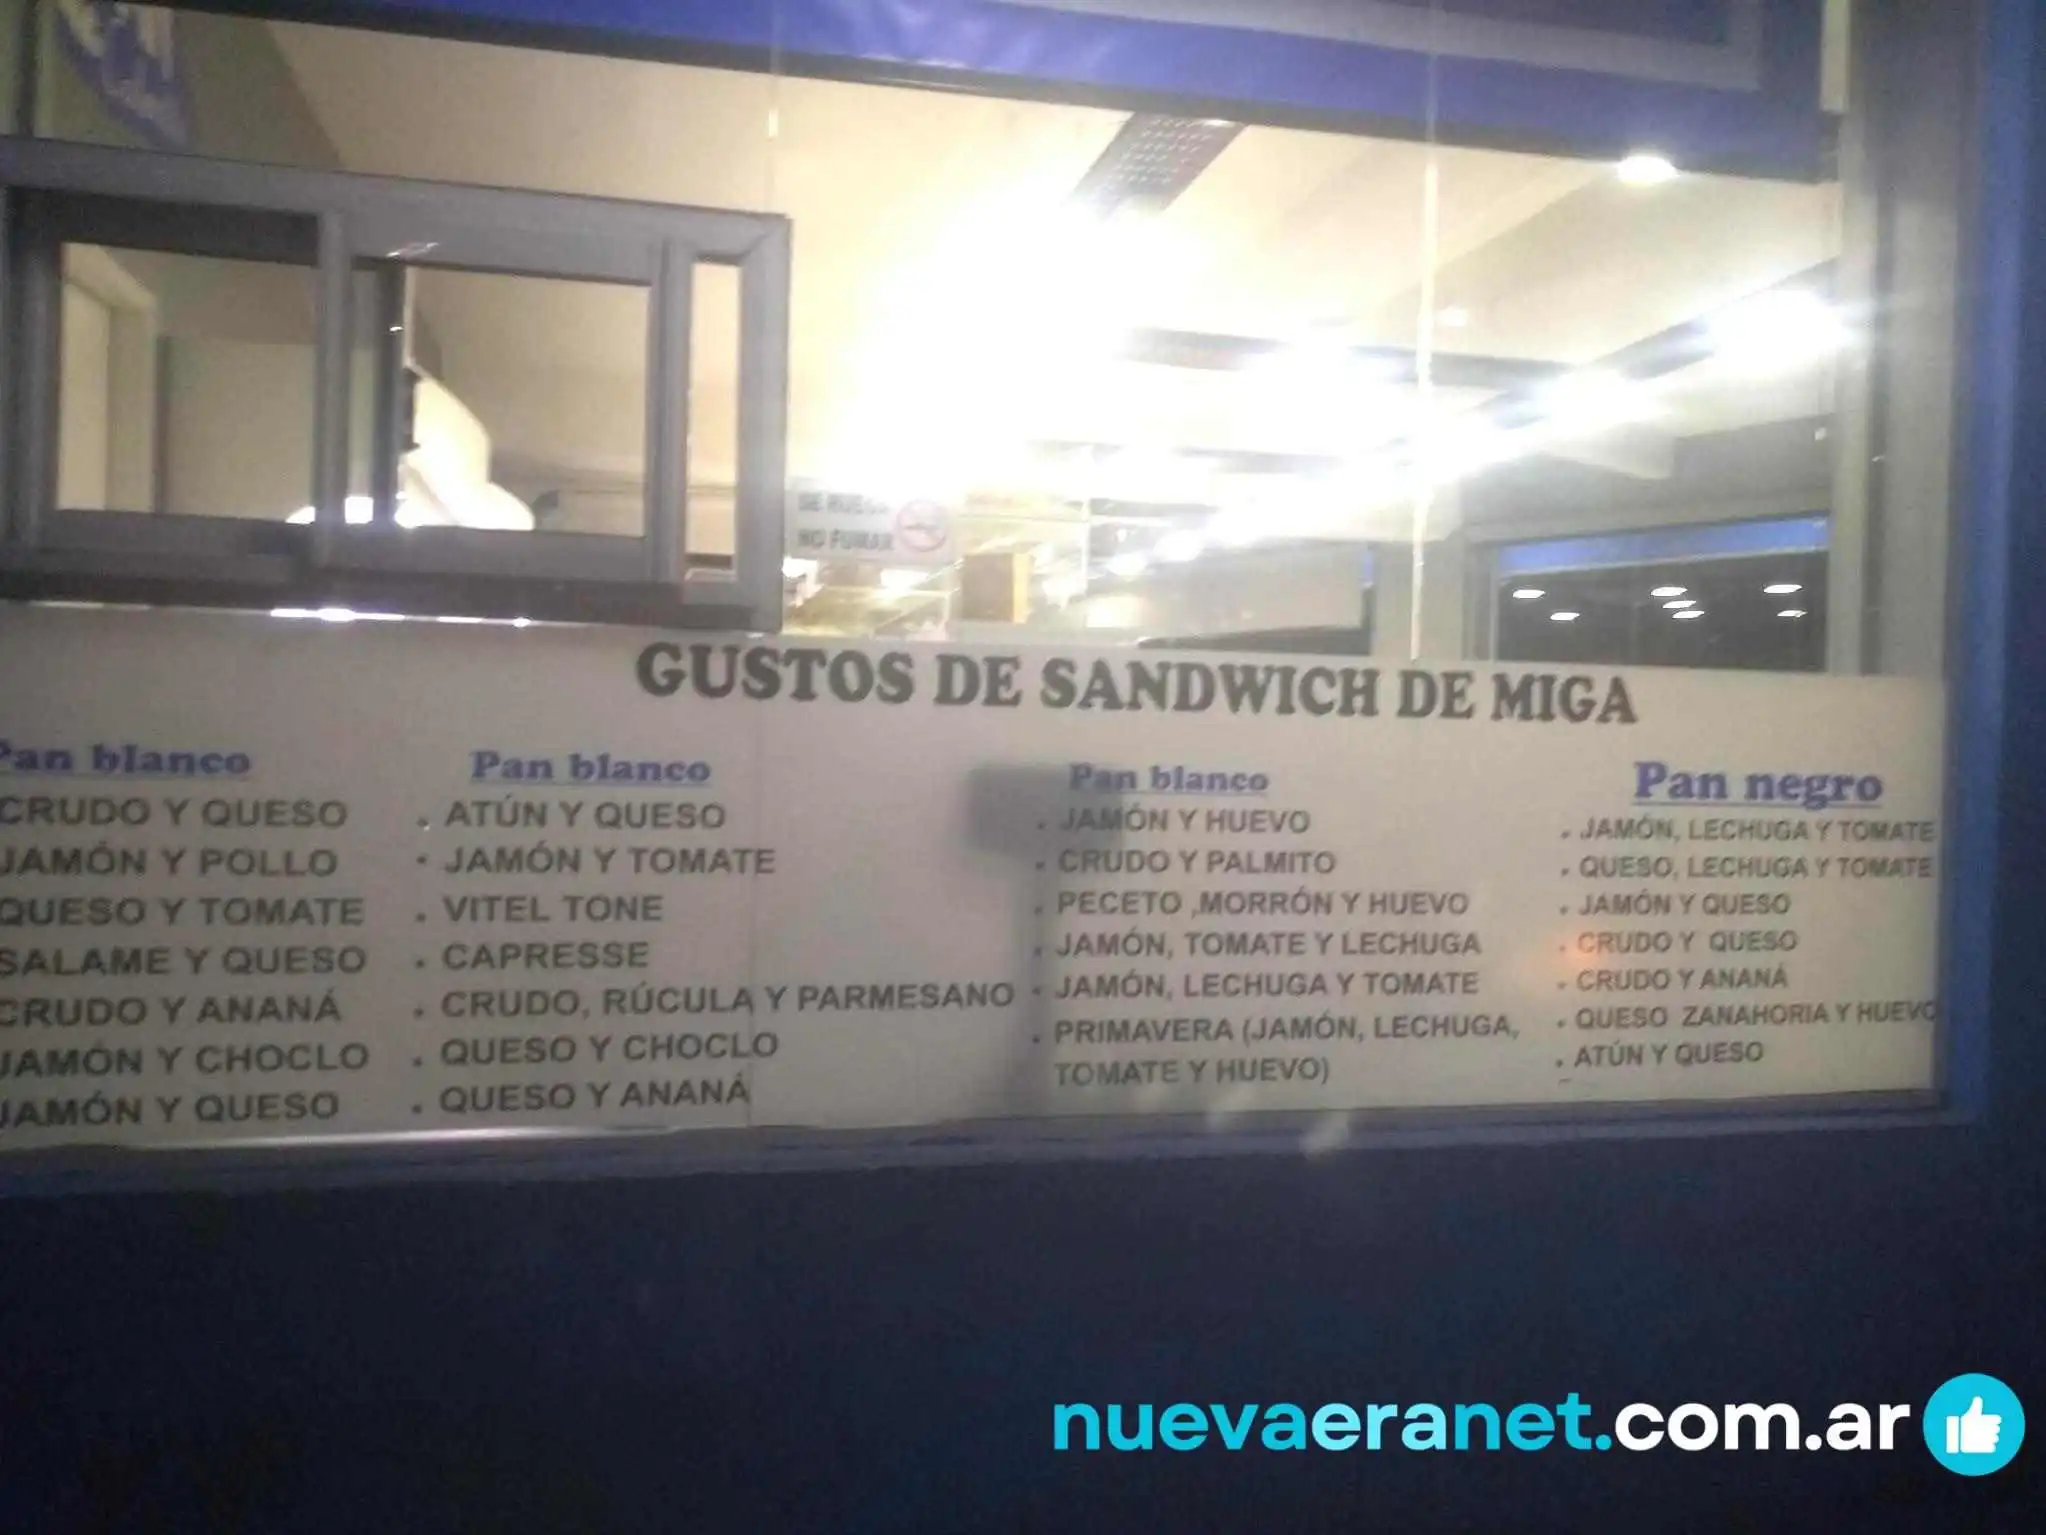 SE RUEGA
NO FUMAR
GUSTOS DE SANDWICH DE MIGA
Pan blanco
CRUDO Y QUESO
JAMÓN Y POLLO
QUESO Y TOMATE
SALAME Y QUESO
CRUDO Y ANANÁ
JAMÓN Y CHOCLO
JAMÓN Y QUESO
Pan blanco
. ATÚN Y QUESO
. JAMÓN Y TOMATE
. VITEL TONE
. CAPRESSE
. CRUDO, RÚCULA Y PARMESANO
. QUESO Y CHOCLO
. QUESO Y ANANÁ
Pan blanco
. JAMÓN Y HUEVO
. CRUDO Y PALMITO
. PECETO ,MORRÓN Y HUEVO
. JAMÓN, TOMATE Y LECHUGA
. JAMÓN, LECHUGA Y TOMATE
. PRIMAVERA (JAMÓN, LECHUGA,
TOMATE Y HUEVO)
Pan negro
. JAMÓN, LECHUGA Y TOMATE
. QUESO, LECHUGA Y TOMATE
. JAMÓN Y QUESO
. CRUDO Y QUESO
. CRUDO Y ANANÁ
. QUESO ZANAHORIA Y HUEVO
. ATÚN Y QUESO
nuevaeranet.com.ar